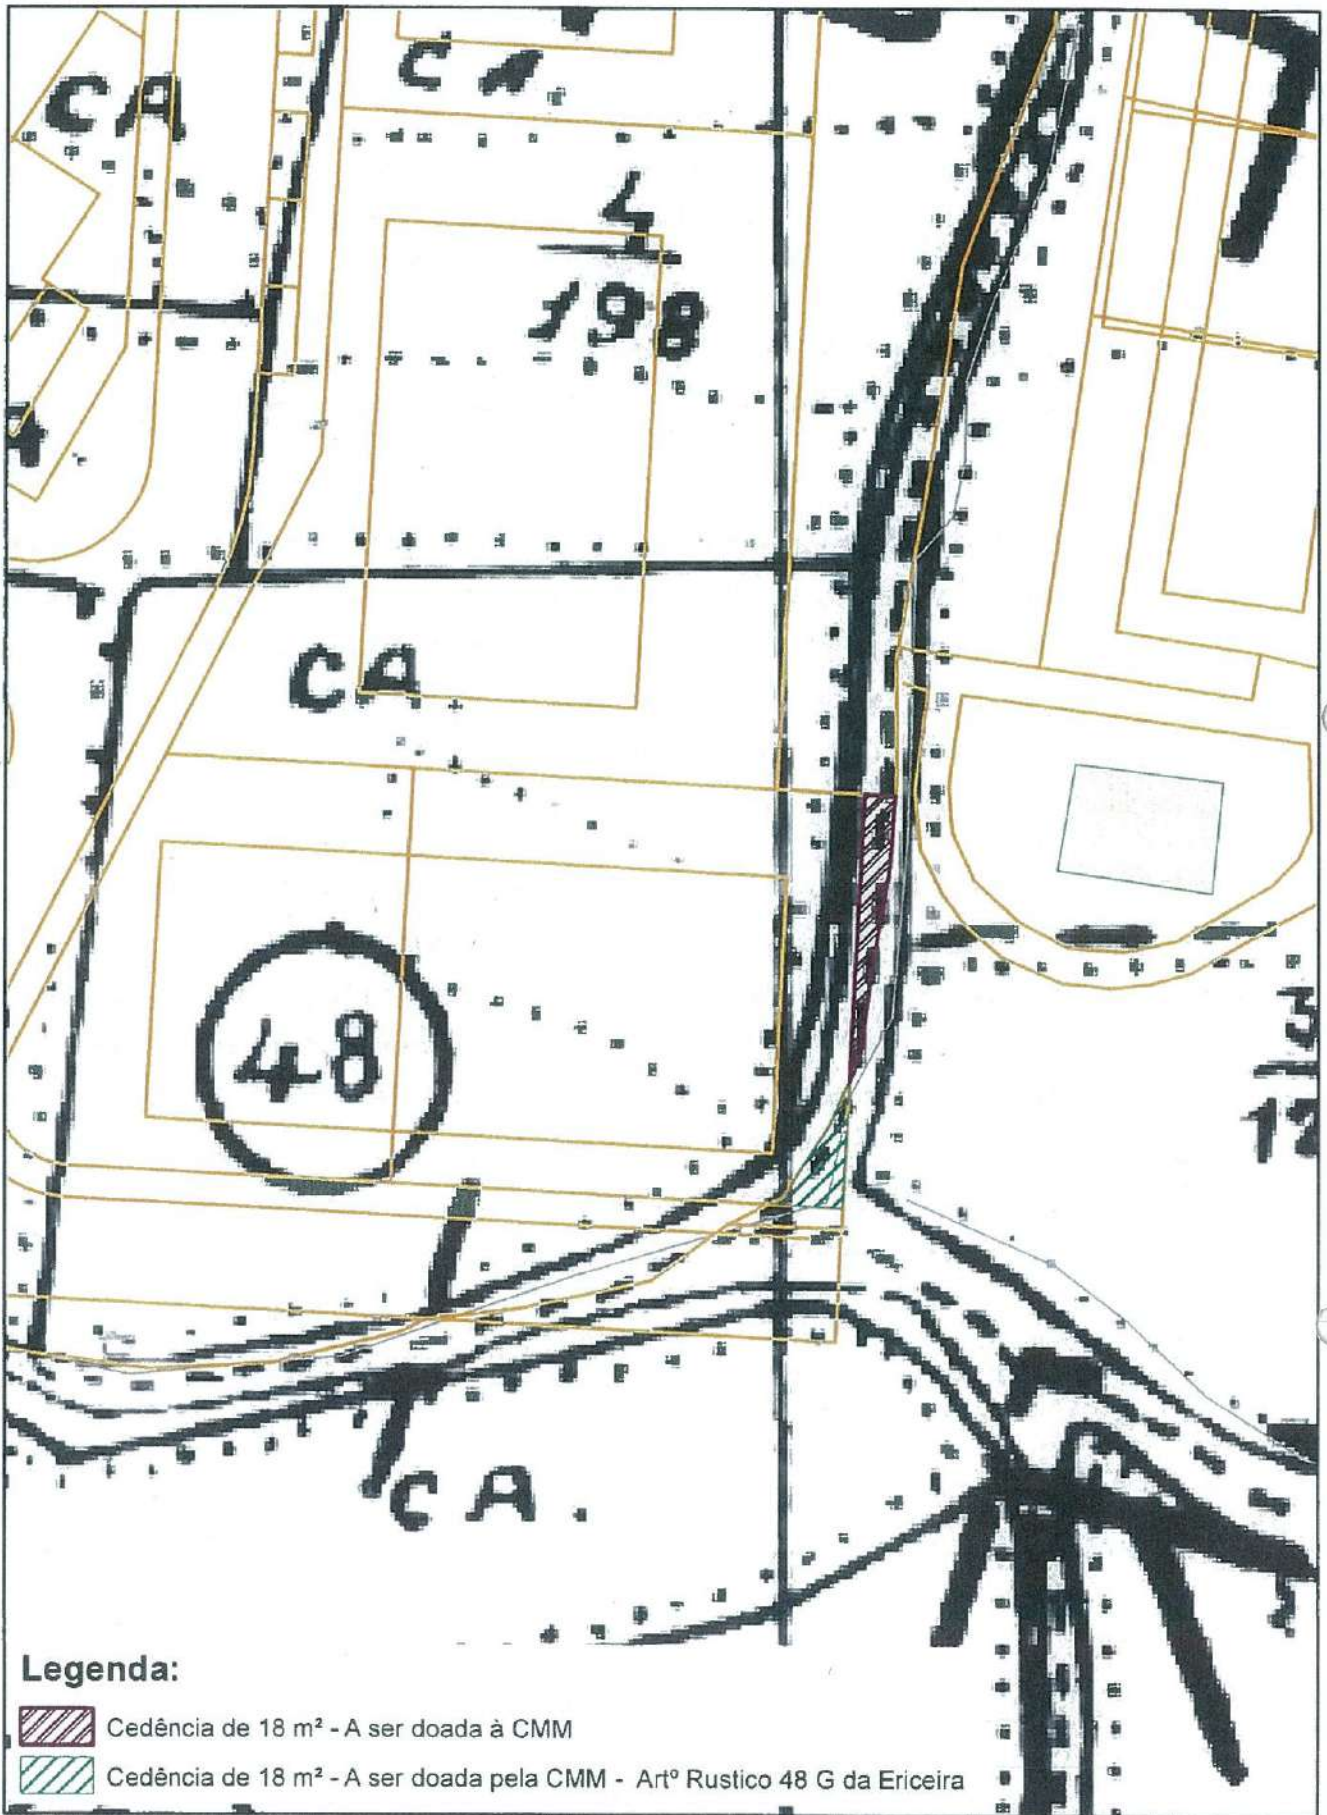 CA
CA
4
198
CA
48
3
CA
Legenda:
Cedência de 18 m² - A ser doada à CMM
Cedência de 18 m² - A ser doada pela CMM - Artº Rustico 48 G da Ericeira